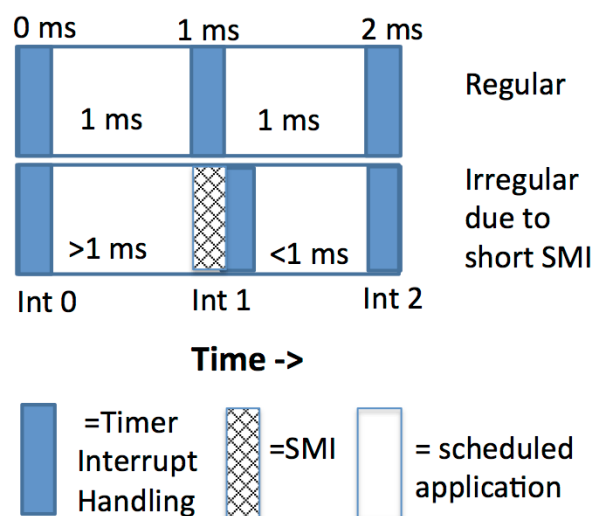 0 ms 1 ms 2 ms
1 ms 1 ms
Regular
>1 ms <1 ms
Irregular
due to
short SMI
Int 0 Int 1 Int 2
Time ->
=Timer
Interrupt
Handling
=SMI
= scheduled
application